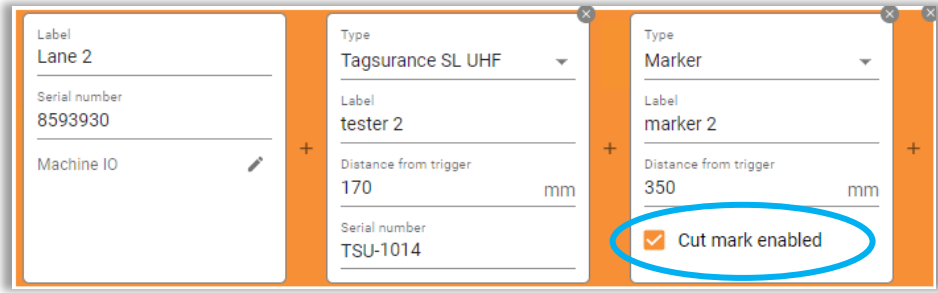 Label
Lane 2
Serial number
8593930
Machine IO
+
Type
Tagsurance SL UHF
Label
tester 2
Distance from trigger
170 mm
Serial number
TSU-1014
+
Type
Marker
Label
marker 2
Distance from trigger
350 mm
Cut mark enabled
+